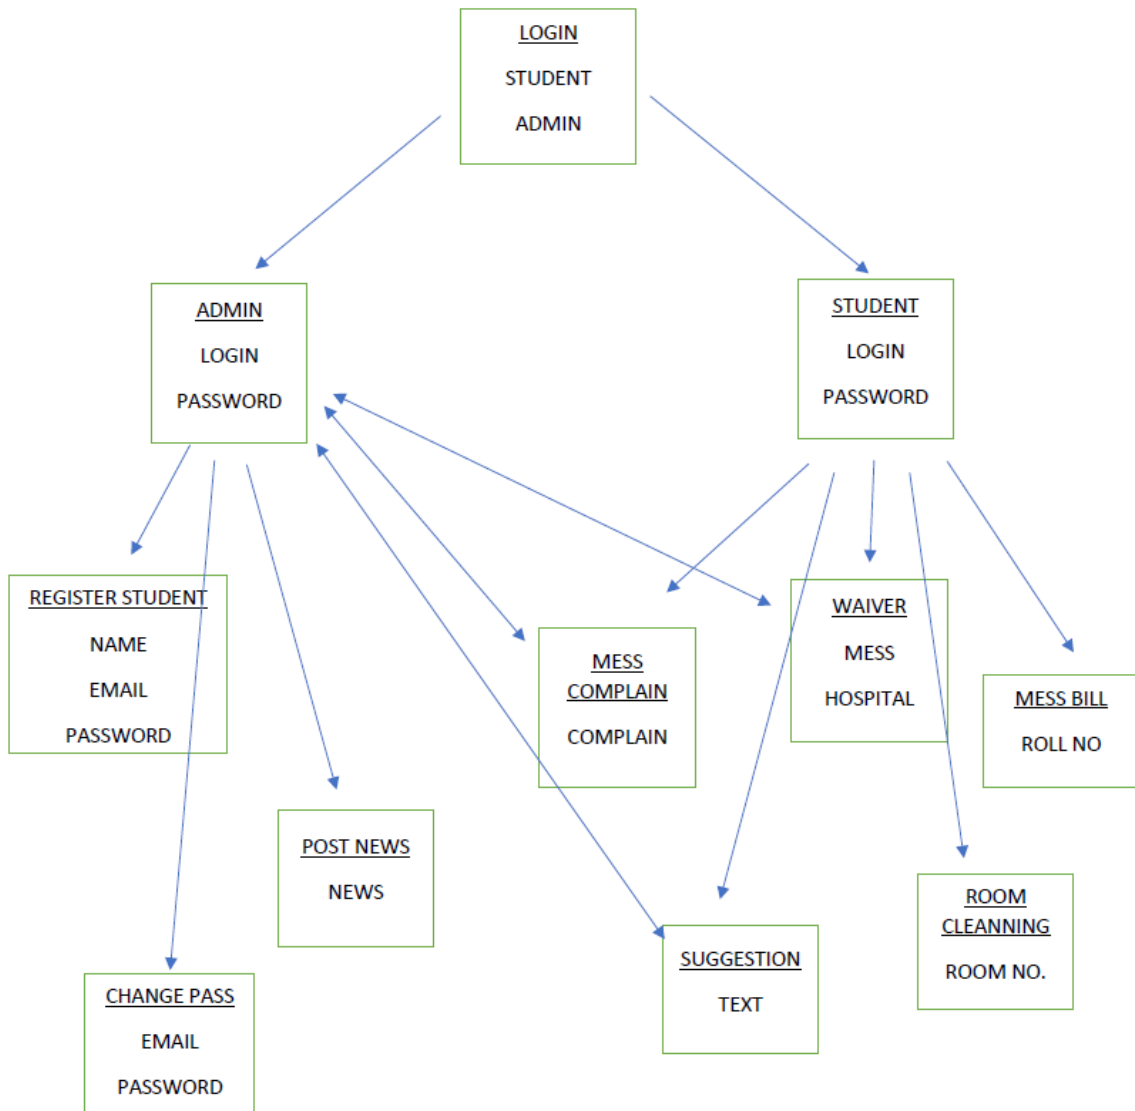 LOGIN
STUDENT
ADMIN
ADMIN
LOGIN
PASSWORD
STUDENT
LOGIN
PASSWORD
REGISTER STUDENT
NAME
EMAIL
PASSWORD
MESS
COMPLAIN
COMPLAIN
WAIVER
MESS
HOSPITAL
MESS BILL
ROLL NO
POST NEWS
NEWS
ROOM
CLEANNING
ROOM NO.
SUGGESTION
TEXT
CHANGE PASS
EMAIL
PASSWORD